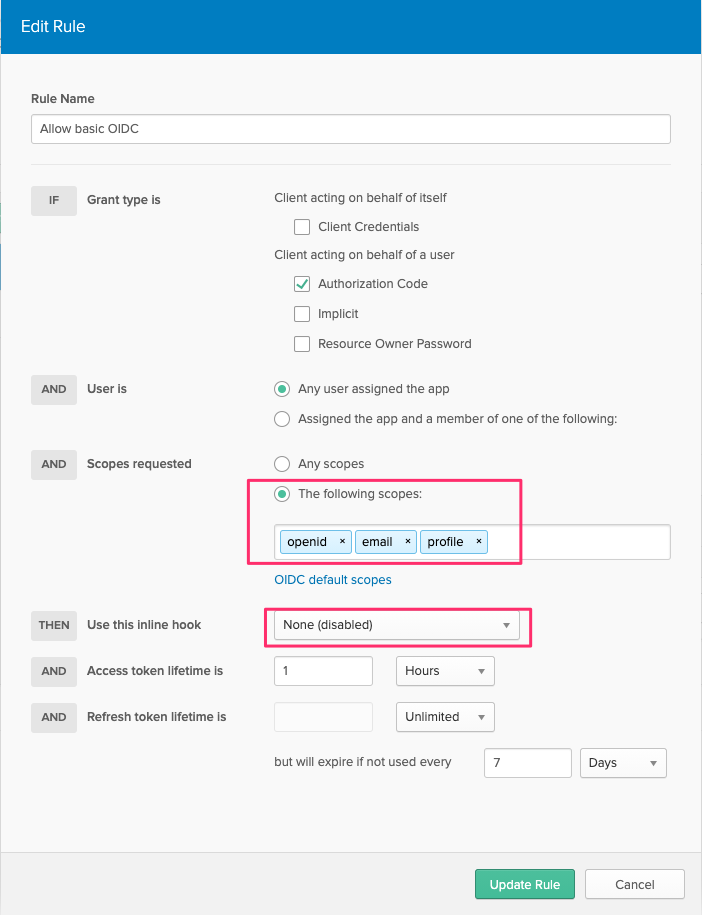 Edit Rule
Rule Name
Allow basic OIDC
IF Grant type is Client acting on behalf of itself
Client Credentials
Client acting on behalf of a user
Authorization Code
Implicit
Resource Owner Password
AND User is Any user assigned the app
Assigned the app and a member of one of the following:
AND Scopes requested Any scopes
The following scopes:
openid × email × profile ×
OIDC default scopes
THEN Use this inline hook None (disabled)
AND Access token lifetime is 1 Hours
AND Refresh token lifetime is Unlimited
but will expire if not used every 7 Days
Update Rule Cancel